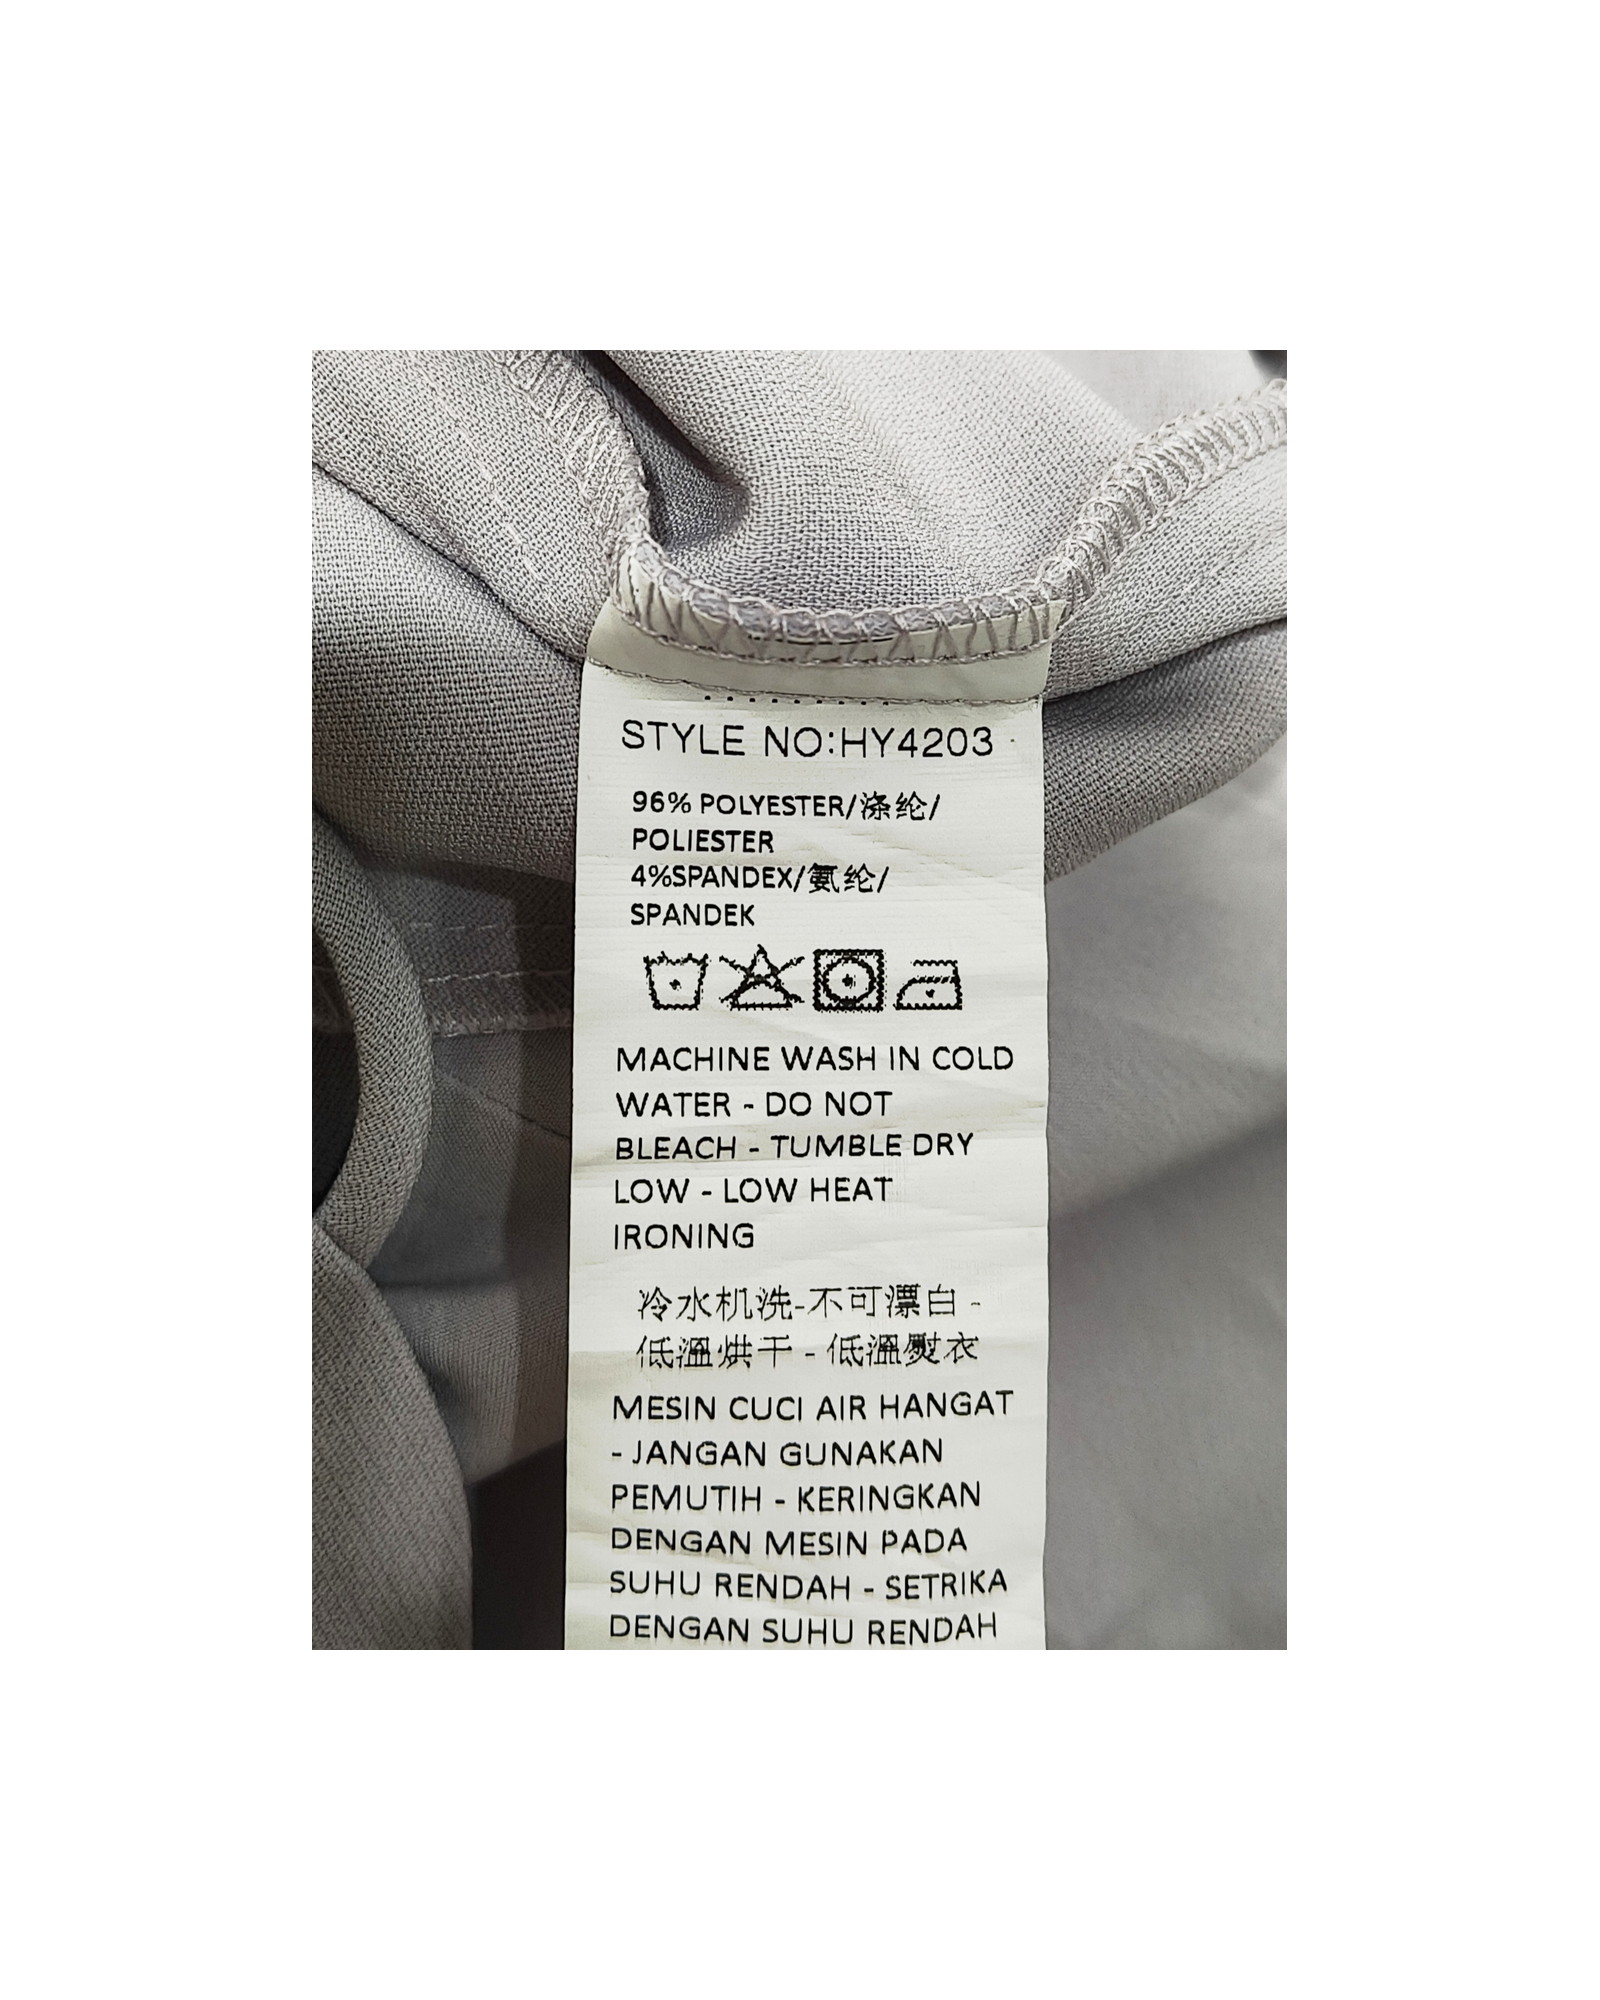 STYLE NO:HY4203
96% POLYESTER/涤纶/
POLIESTER
4%SPANDEX/氨纶/
SPANDEK
MACHINE WASH IN COLD
WATER - DO NOT
BLEACH - TUMBLE DRY
LOW - LOW HEAT
IRONING
冷水机洗-不可漂白 -
低溫烘干 - 低溫熨衣
MESIN CUCI AIR HANGAT
- JANGAN GUNAKAN
PEMUTIH - KERINGKAN
DENGAN MESIN PADA
SUHU RENDAH - SETRIKA
DENGAN SUHU RENDAH